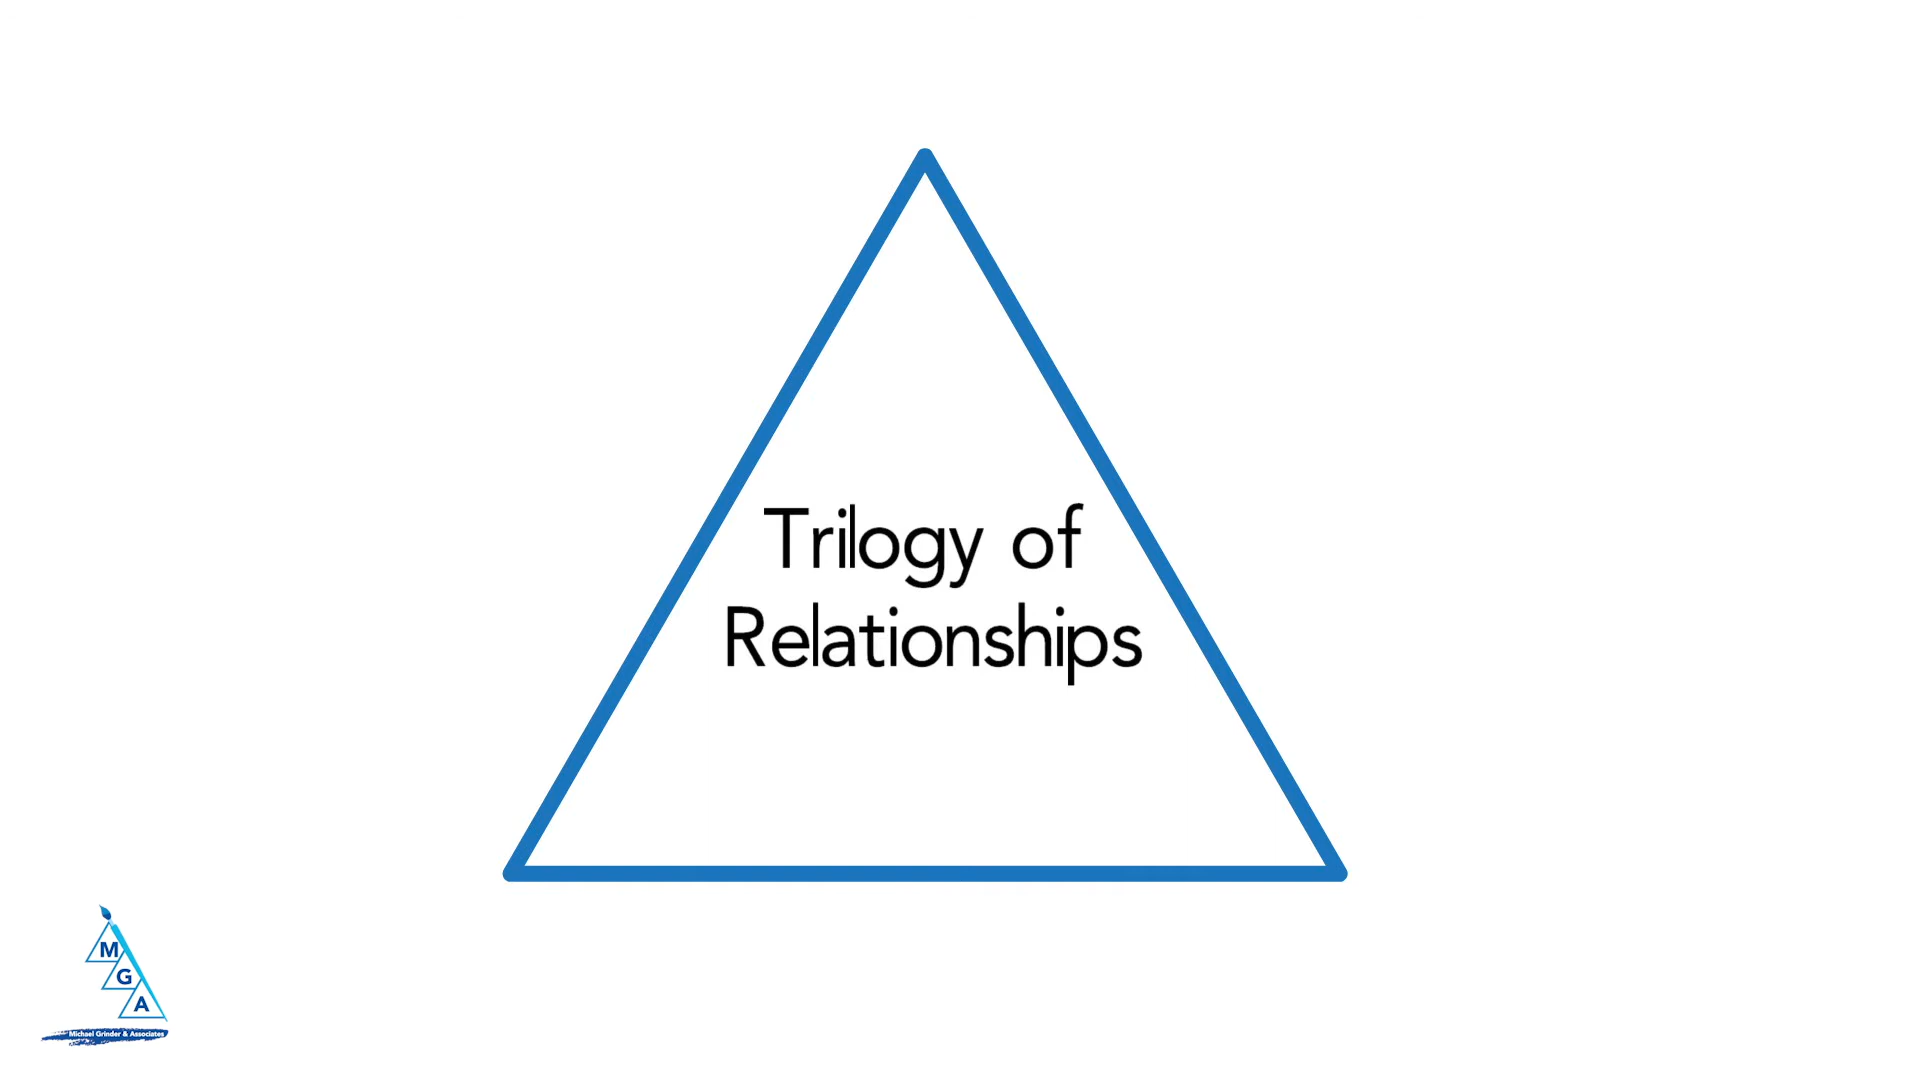 Trilogy of
Relationships
M
G
A
Michael Grinder & Associates